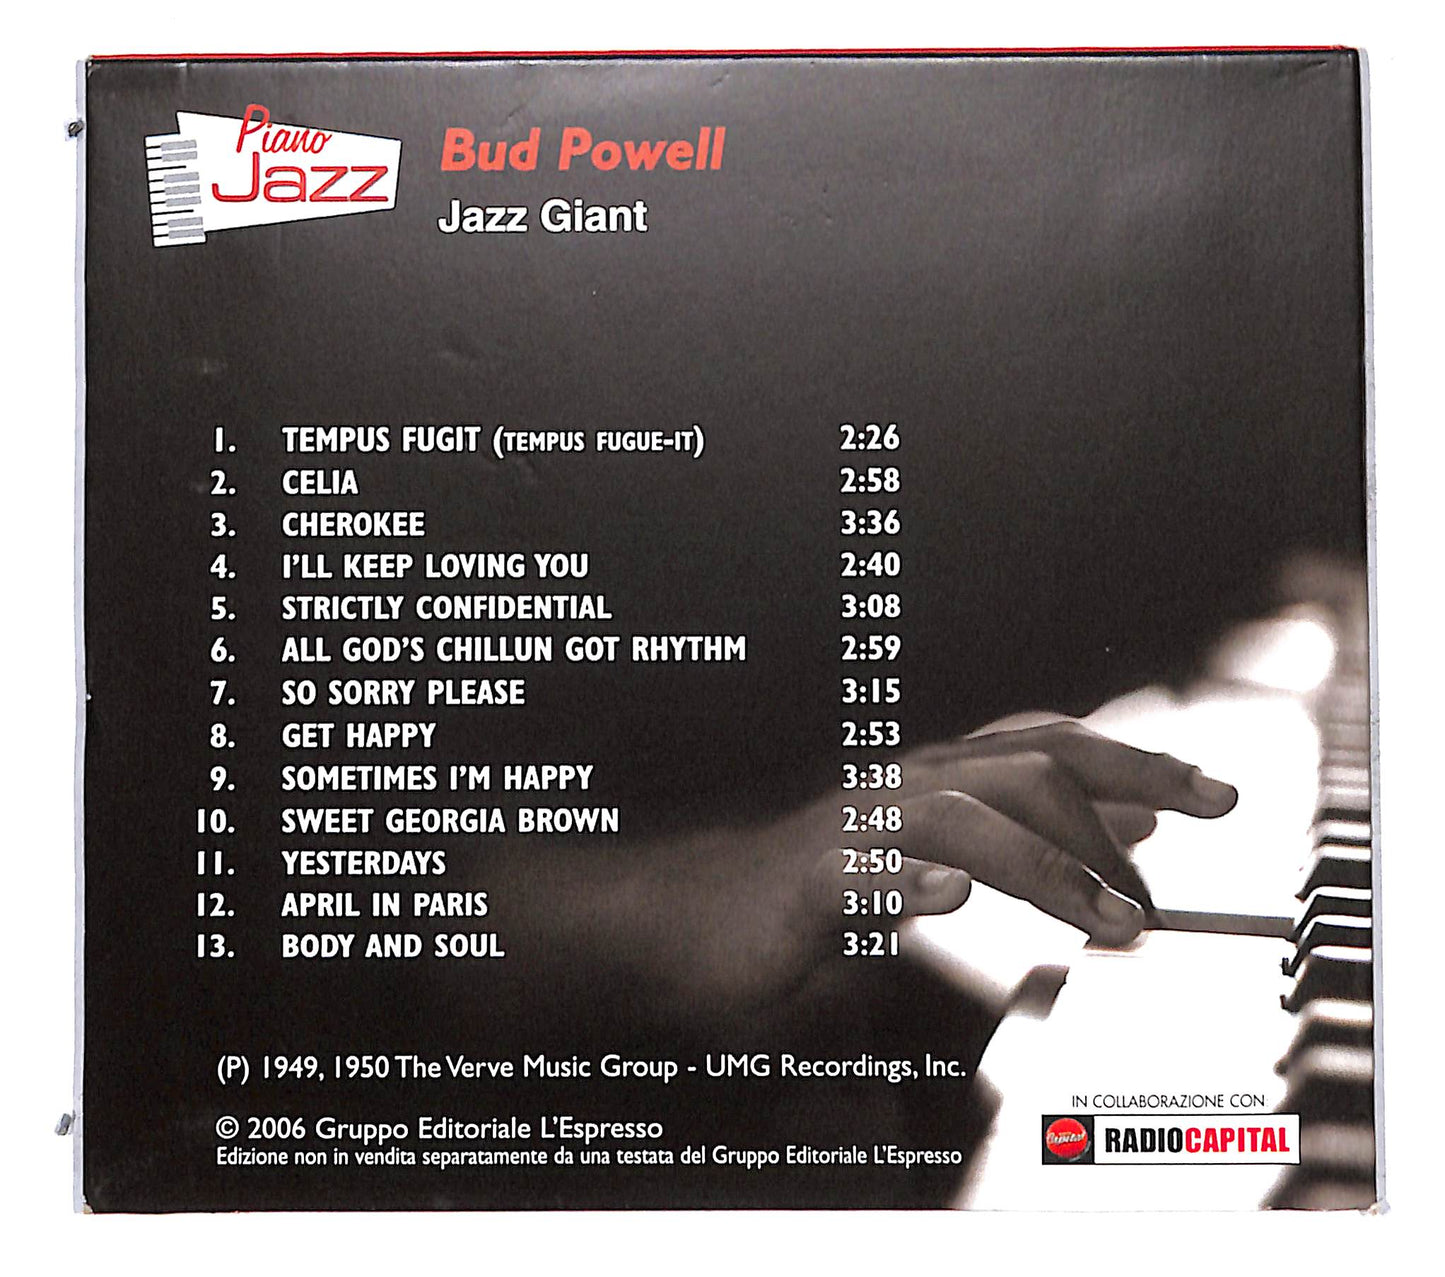 Piano
Jazz
Bud Powell
Jazz Giant
1. TEMPUS FUGIT (TEMPUS FUGUE-IT) 2:26
2. CELIA 2:58
3. CHEROKEE 3:36
4. I'LL KEEP LOVING YOU 2:40
5. STRICTLY CONFIDENTIAL 3:08
6. ALL GOD'S CHILLUN GOT RHYTHM 2:59
7. SO SORRY PLEASE 3:15
8. GET HAPPY 2:53
9. SOMETIMES I'M HAPPY 3:38
10. SWEET GEORGIA BROWN 2:48
11. YESTERDAYS 2:50
12. APRIL IN PARIS 3:10
13. BODY AND SOUL 3:21
(P) 1949, 1950 The Verve Music Group - UMG Recordings, Inc.
© 2006 Gruppo Editoriale L'Espresso
Edizione non in vendita separatamente da una testata del Gruppo Editoriale L'Espresso
IN COLLABORAZIONE CON:
Capital RADIOCAPITAL